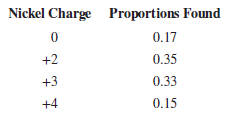 Nickel Charge Proportions Found
0 0.17
+2 0.35
+3 0.33
+4 0.15